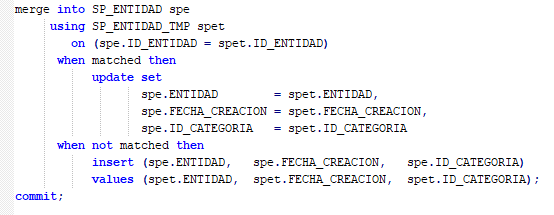 merge into SP_ENTIDAD spe
using SP_ENTIDAD_TMP spet
on (spe.ID_ENTIDAD = spet.ID_ENTIDAD)
when matched then
update set
spe.ENTIDAD = spet.ENTIDAD,
spe.FECHA_CREACION = spet.FECHA_CREACION,
spe.ID_CATEGORIA = spet.ID_CATEGORIA
when not matched then
insert (spe.ENTIDAD, spe.FECHA_CREACION, spe.ID_CATEGORIA)
values (spet.ENTIDAD, spet.FECHA_CREACION, spet.ID_CATEGORIA);
commit;